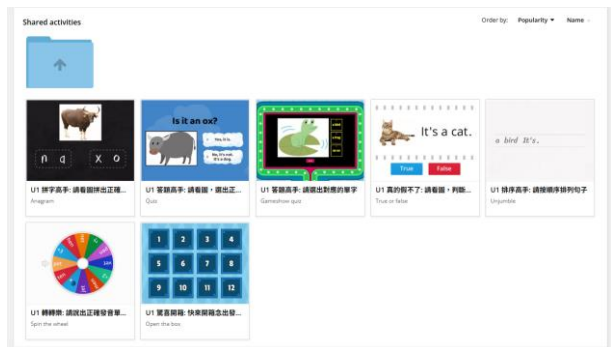 Shared activities
Order by: Popularity ▾ Name
n a x o
Is it an ox?
Yes, it is.
No, it's not. It's a dog.
It's a cat.
True False
a bird It's.
U1 拼字高手: 請看圖拼出正確...
Anagram
U1 答題高手: 請看圖，選出正...
Quiz
U1 答題高手: 請選出對應的單字
Gameshow quiz
U1 真的假不了: 請看圖，判斷...
True or false
U1 排序高手: 請按順序排列句子
Unjumble
1 2 3 4
5 6 7 8
9 10 11 12
U1 轉轉樂: 請說出正確發音單...
Spin the wheel
U1 驚喜開箱: 快來開箱念出發...
Open the box